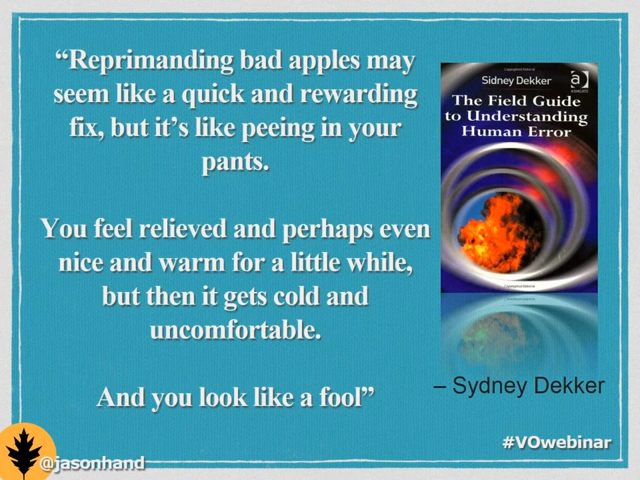 “Reprimanding bad apples may
seem like a quick and rewarding
fix, but it’s like peeing in your
pants.
You feel relieved and perhaps even
nice and warm for a little while,
but then it gets cold and
uncomfortable.
And you look like a fool”
Sidney Dekker
The Field Guide
to Understanding
Human Error
– Sydney Dekker
#VOwebinar
@jasonhand